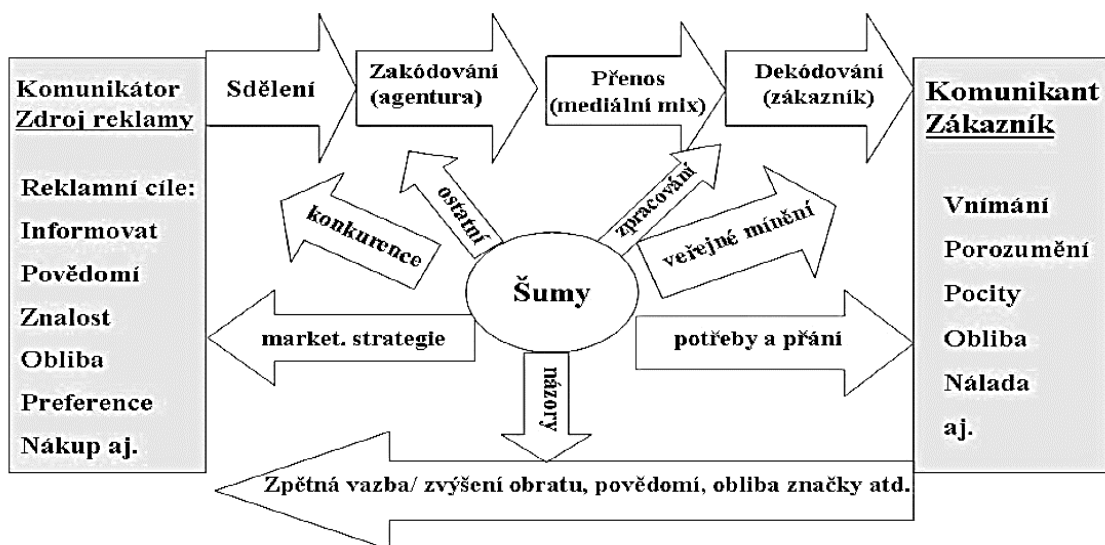 Komunikátor
Zdroj reklamy
Reklamní cíle:
Informovat
Povědomí
Znalost
Obliba
Preference
Nákup aj.
Sdělení
Zakódování
(agentura)
Přenos
(mediální mix)
Dekódování
(zákazník)
Komunikant
Zákazník
Vnímání
Porozumění
Pocity
Obliba
Nálada
aj.
konkurence
ostatní
zpracování
veřejné mínění
Šumy
market. strategie
potřeby a přání
názory
Zpětná vazba/ zvýšení obratu, povědomí, obliba značky atd.